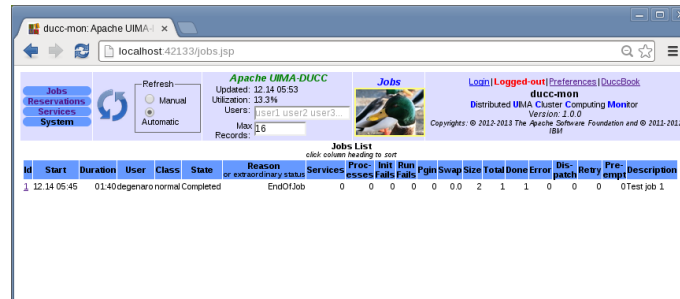 ducc-mon: Apache UIMA-
localhost:42133/jobs.jsp
Jobs
Reservations
Services
System
Refresh
Manual
Automatic
Apache UIMA-DUCC
Updated: 12.14 05:53
Utilization: 13.3%
Users: user1 user2 user3...
Max Records: 16
Jobs
Login | Logged-out | Preferences | DuccBook
ducc-mon
Distributed UIMA Cluster Computing Monitor
Version: 1.0.0
Copyrights: © 2012-2013 The Apache Software Foundation and © 2011-2012
IBM
Jobs List
click column heading to sort
Id Start Duration User Class State Reason or extraordinary status Services Proc-esses Init Fails Run Fails Pgin Swap Size Total Done Error Dis-patch Retry Pre-empt Description
1 12.14 05:45 01:40 degenaro normal Completed EndOfJob 0 0 0 0 0 0.0 2 1 1 0 0 0 0 Test job 1